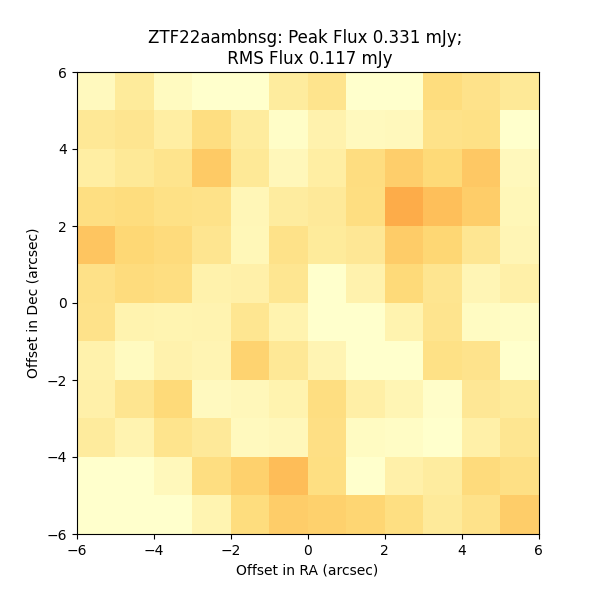 ZTF22aambnsg: Peak Flux 0.331 mJy;
RMS Flux 0.117 mJy
6
4
2
0
−2
−4
−6
Offset in Dec (arcsec)
−6 −4 −2 0 2 4 6
Offset in RA (arcsec)